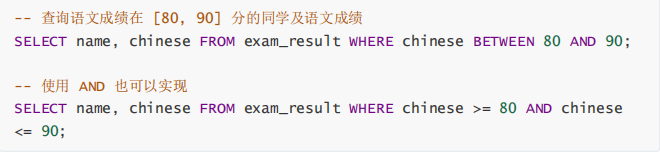 -- 查询语文成绩在 [80, 90] 分的同学及语文成绩
SELECT name, chinese FROM exam_result WHERE chinese BETWEEN 80 AND 90;
-- 使用 AND 也可以实现
SELECT name, chinese FROM exam_result WHERE chinese >= 80 AND chinese
<= 90;